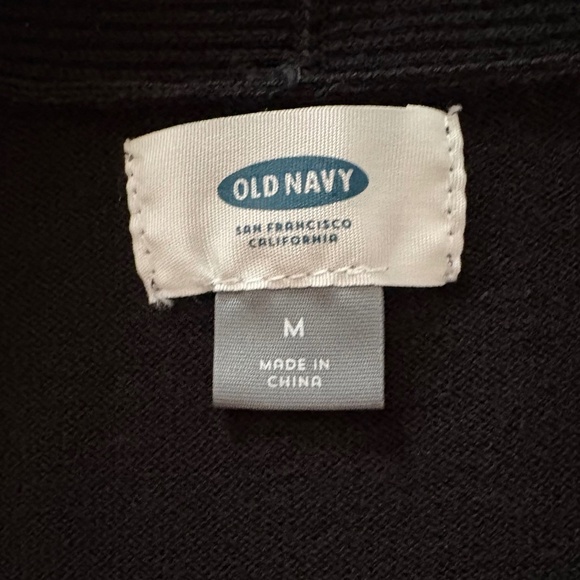 OLD NAVY
SAN FRANCISCO
CALIFORNIA
M
MADE IN
CHINA